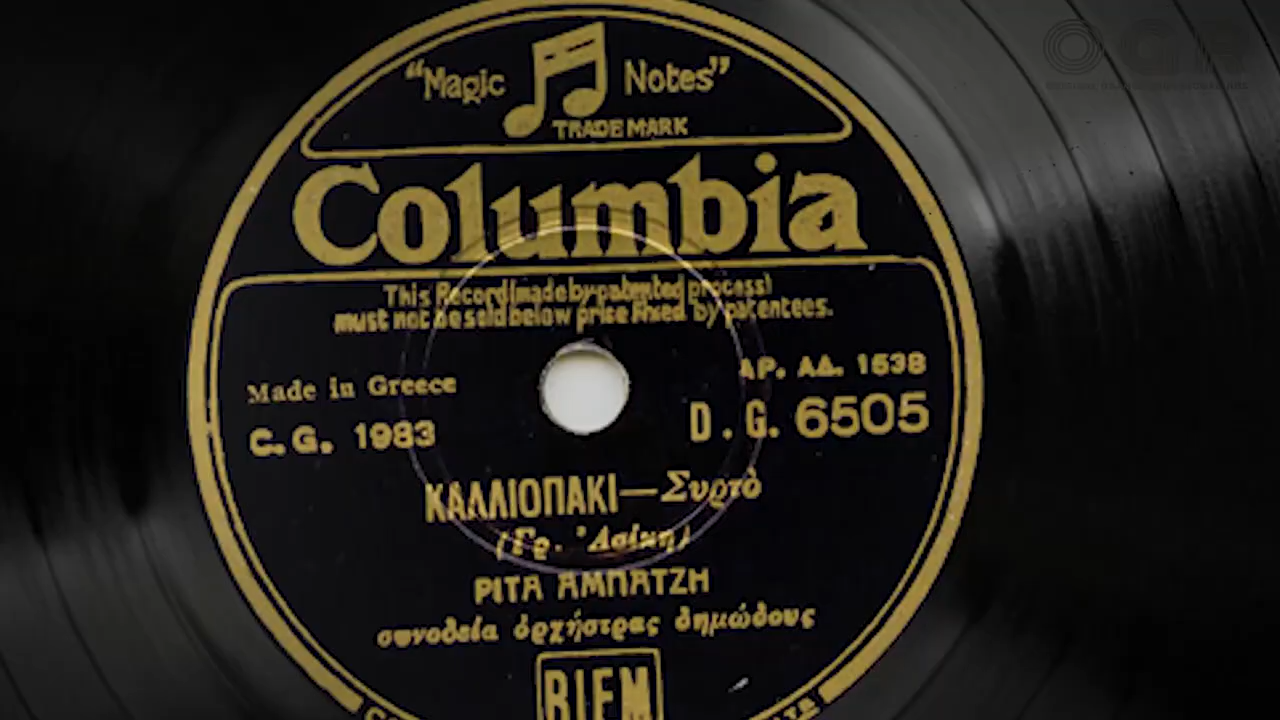 “Magic Notes”
TRADE MARK
Columbia
This Record (made by patented process)
must not be sold below price fixed by patentees.
Made in Greece
ΑΡ. ΑΔ. 1538
C. G. 1983
D. G. 6505
ΚΑΛΛΙΟΠΑΚΙ—Συρτὸ
(Γρ. Ἀσίκη)
ΡΙΤΑ ΑΜΠΑΤΖΗ
συνοδεία ὀρχήστρας δημώδους
BIEM